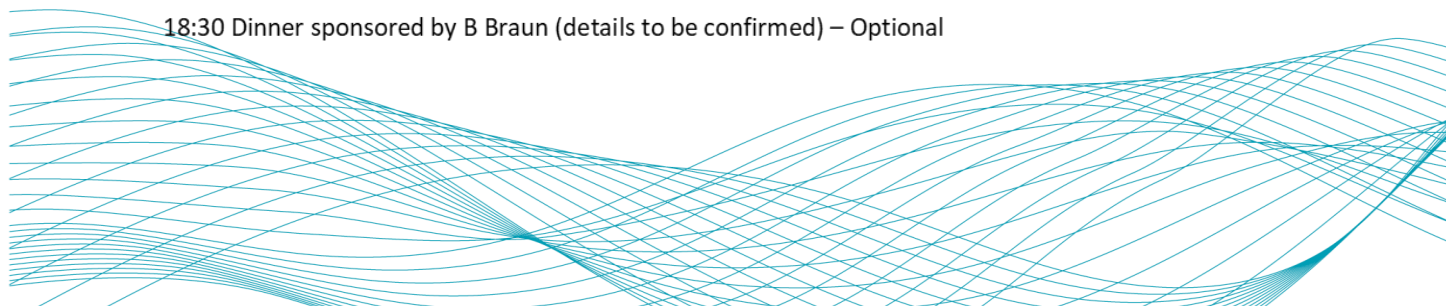 18:30 Dinner sponsored by B Braun (details to be confirmed) – Optional